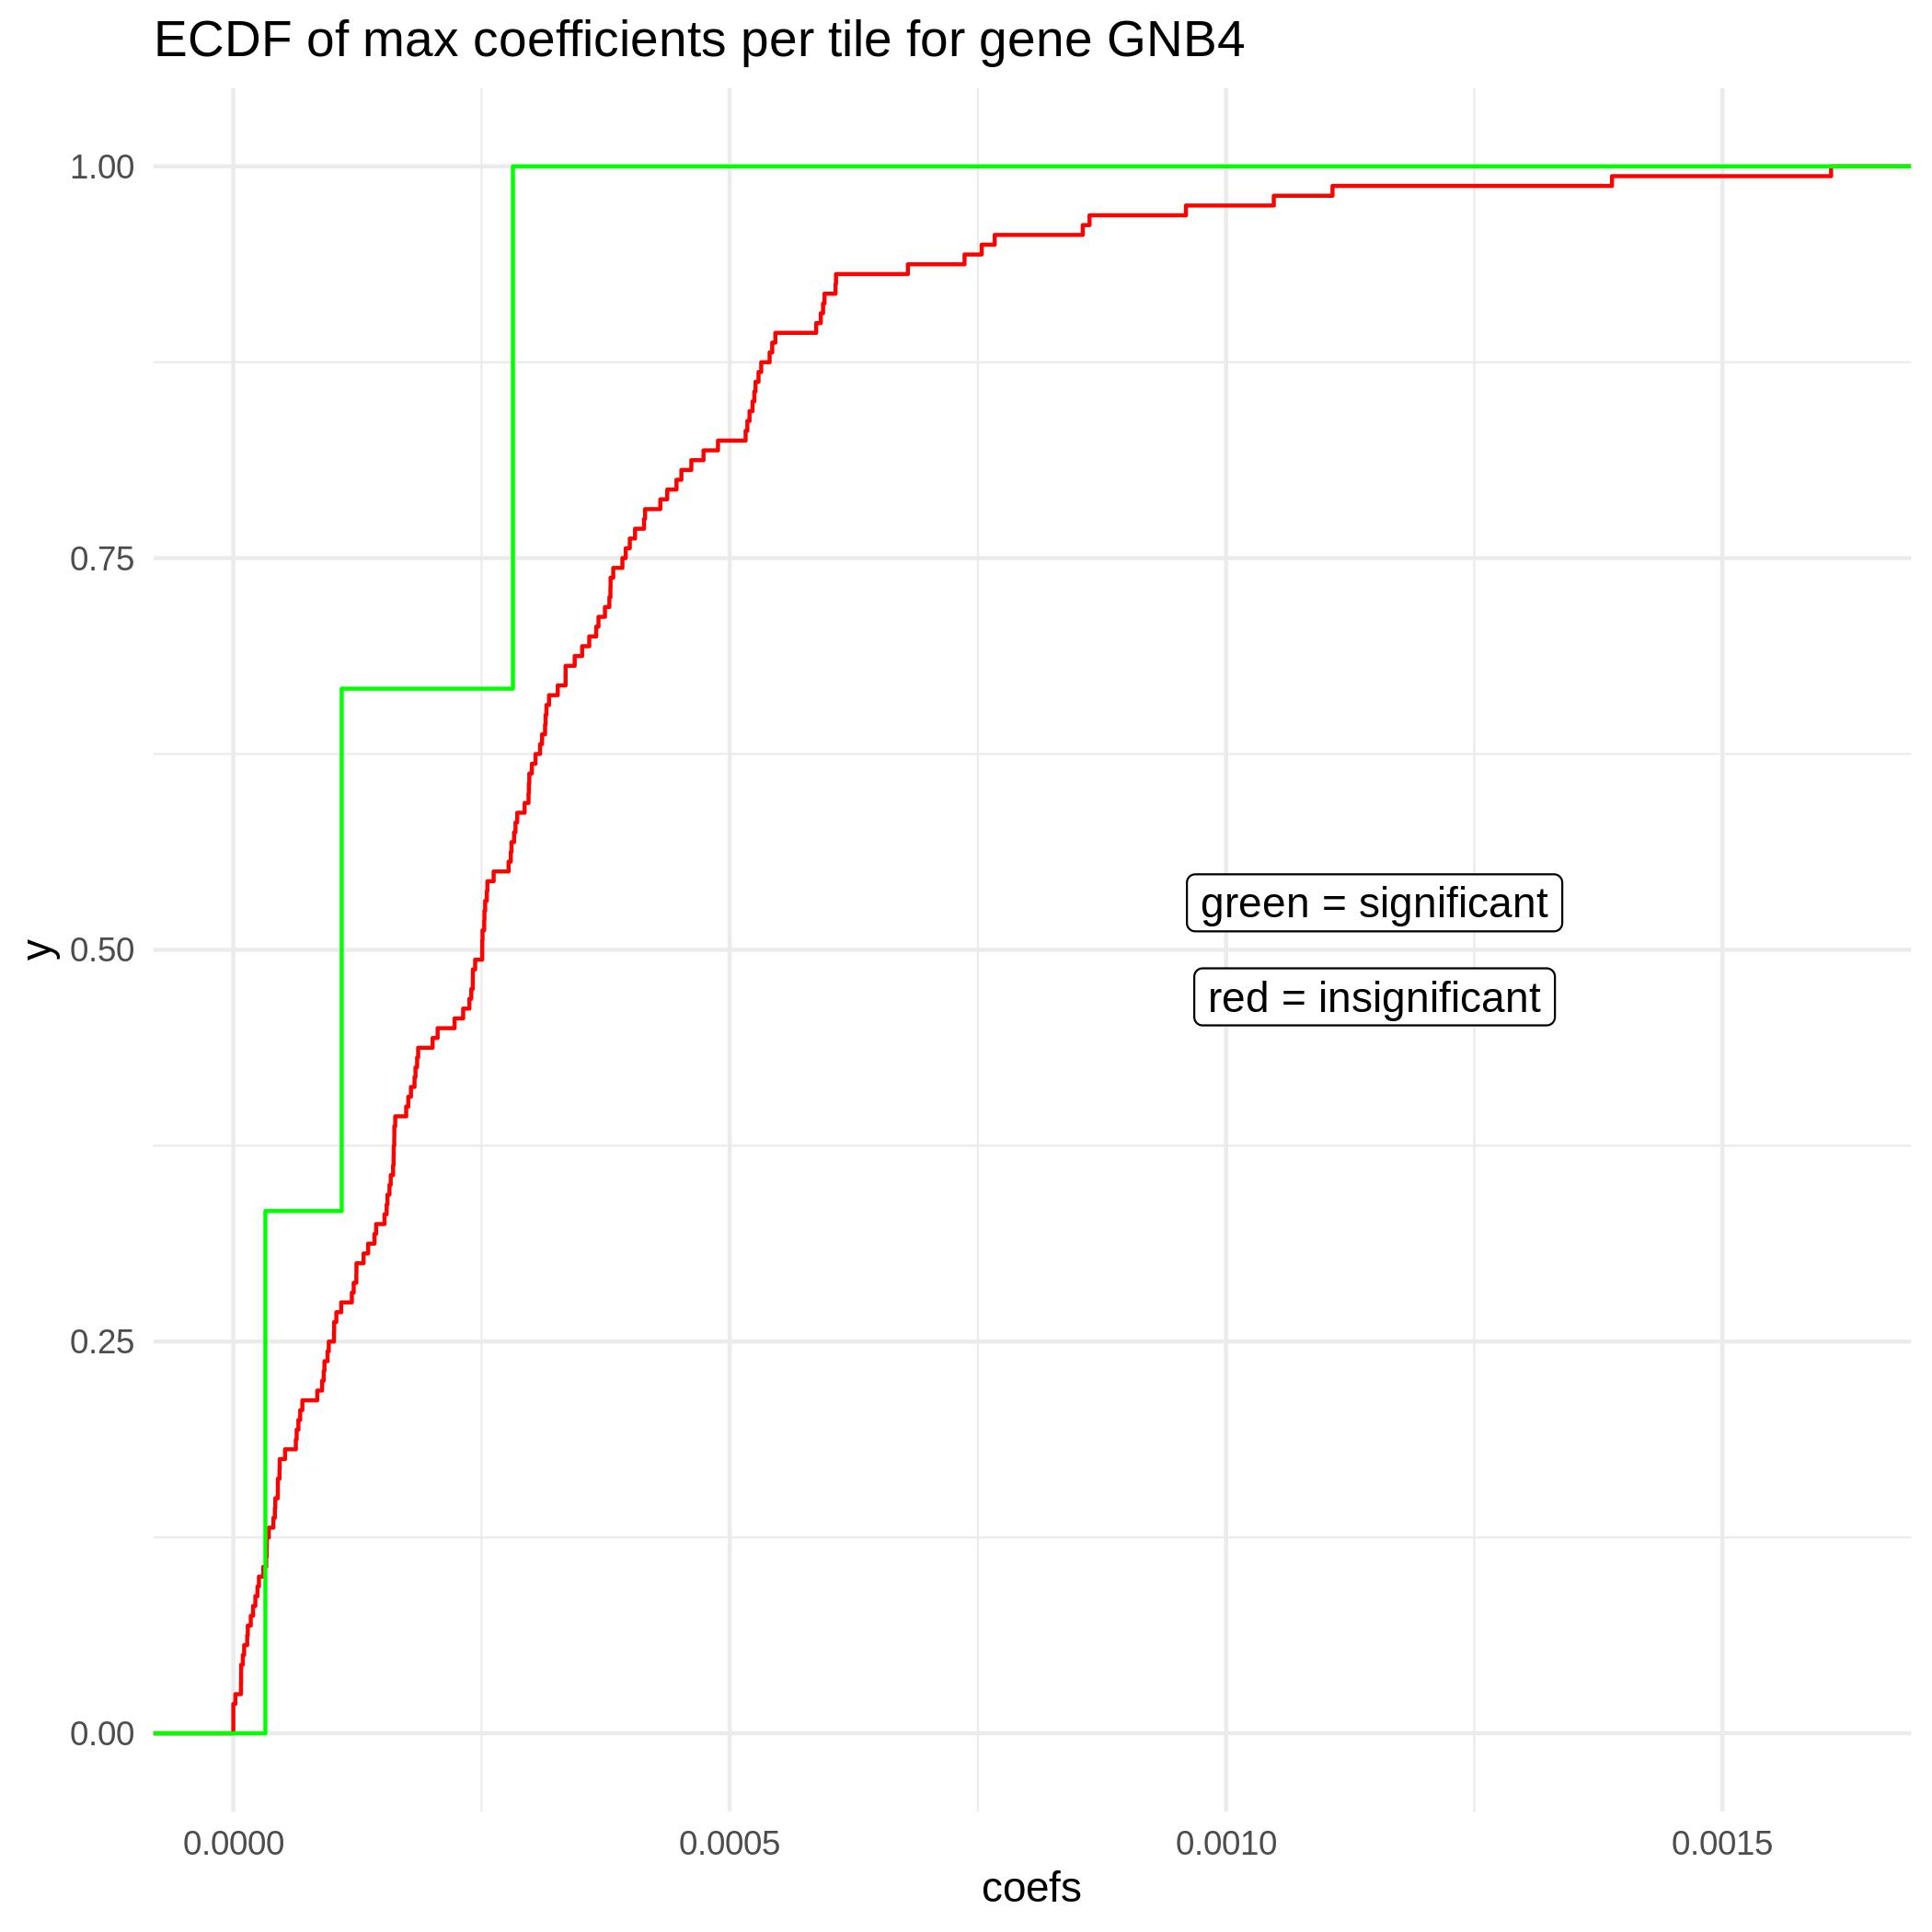 ECDF of max coefficients per tile for gene GNB4
1.00
0.75
0.50
0.25
0.00
y
green = significant
red = insignificant
0.0000
0.0005
0.0010
0.0015
coefs